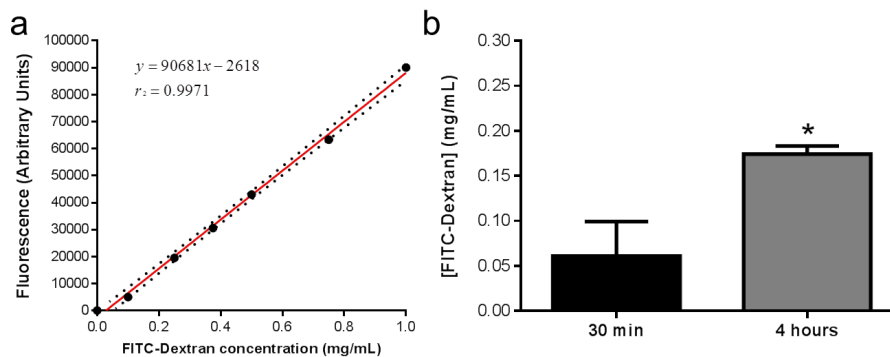 a
100000
90000
80000
70000
60000
50000
40000
30000
20000
10000
0
Fluorescence (Arbitrary Units)
y = 90681x − 2618
r₂ = 0.9971
0.0 0.2 0.4 0.6 0.8 1.0
FITC-Dextran concentration (mg/mL)
b
0.30
0.25
0.20
0.15
0.10
0.05
0.00
[FITC-Dextran] (mg/mL)
*
30 min 4 hours